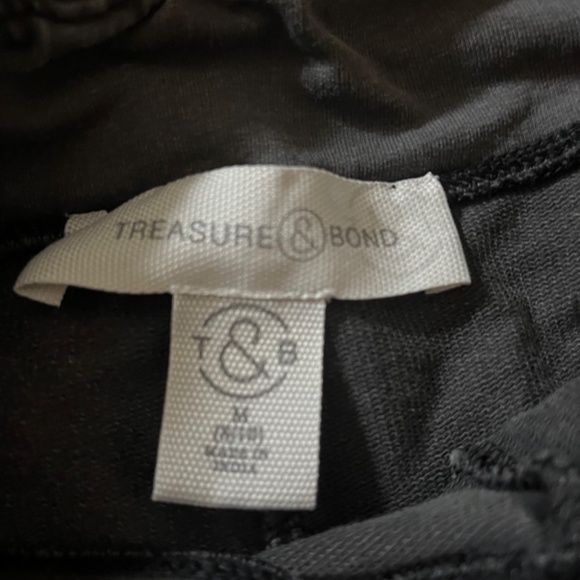 TREASURE & BOND
T & B
M
(8/10)
MADE IN
INDIA